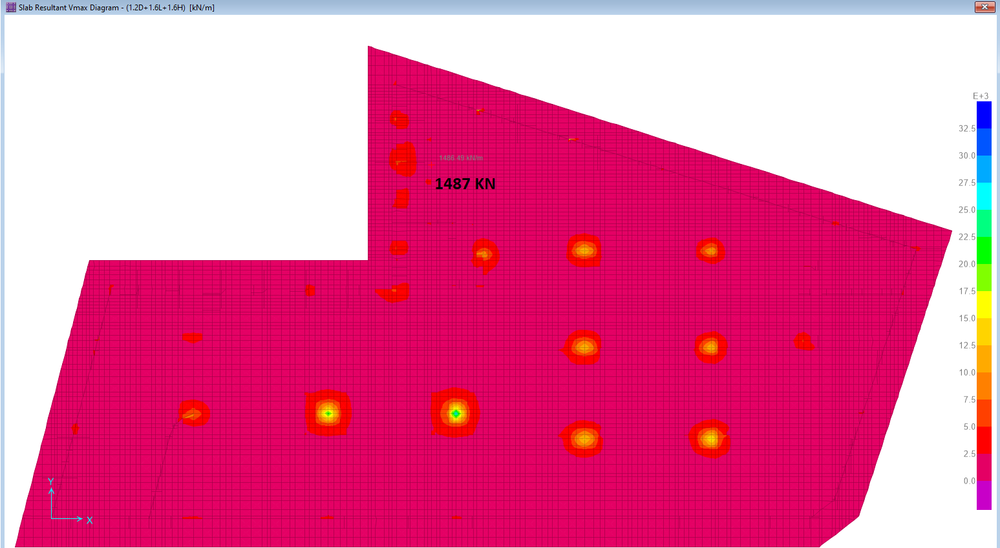 Slab Resultant Vmax Diagram - (1.2D+1.6L+1.6H) [kN/m]
E+3
32.5
30.0
27.5
25.0
22.5
20.0
17.5
15.0
12.5
10.0
7.5
5.0
2.5
0.0
1486.49 kN/m
1487 KN
Y
X